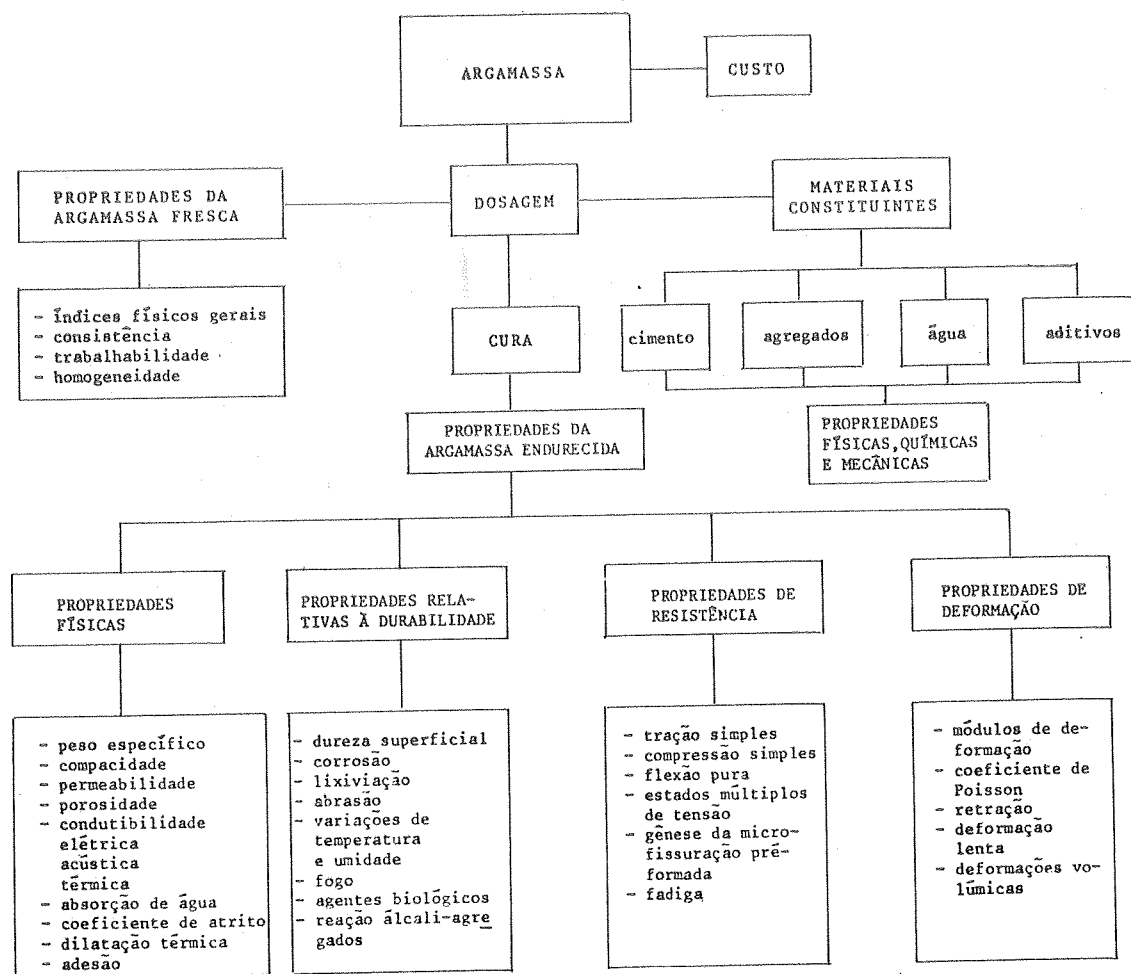 ARGAMASSA
CUSTO
PROPRIEDADES DA
ARGAMASSA FRESCA
DOSAGEM
MATERIAIS
CONSTITUINTES
- índices físicos gerais
- consistência
- trabalhabilidade
- homogeneidade
CURA
cimento
agregados
água
aditivos
PROPRIEDADES DA
ARGAMASSA ENDURECIDA
PROPRIEDADES
FÍSICAS, QUÍMICAS
E MECÂNICAS
PROPRIEDADES
FÍSICAS
PROPRIEDADES RELA-
TIVAS À DURABILIDADE
PROPRIEDADES DE
RESISTÊNCIA
PROPRIEDADES DE
DEFORMAÇÃO
- peso específico
- compacidade
- permeabilidade
- porosidade
- condutibilidade
elétrica
acústica
térmica
- absorção de água
- coeficiente de atrito
- dilatação térmica
- adesão
- dureza superficial
- corrosão
- lixiviação
- abrasão
- variações de
temperatura
e umidade
- fogo
- agentes biológicos
- reação álcali-agre
gados
- tração simples
- compressão simples
- flexão pura
- estados múltiplos
de tensão
- gênese da micro-
fissuração pré-
formada
- fadiga
- módulos de de-
formação
- coeficiente de
Poisson
- retração
- deformação
lenta
- deformações vo-
lúmicas